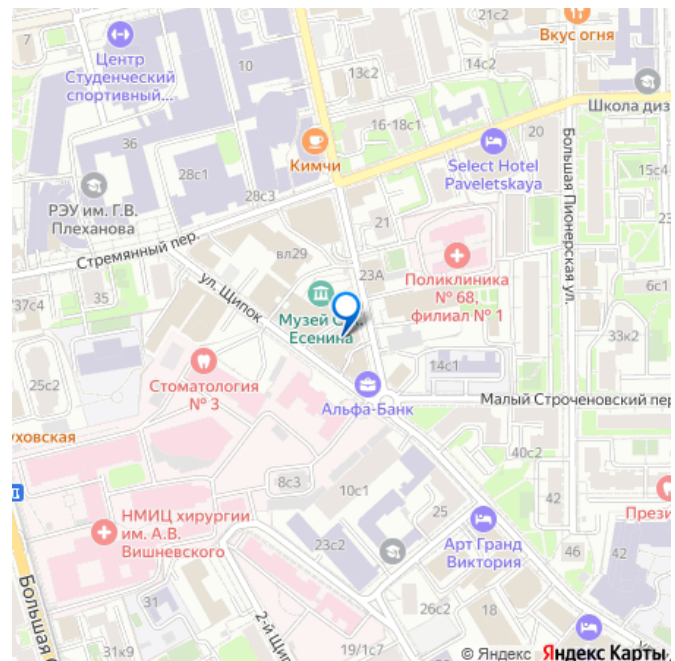 21с2
7
Вкус огня
Центр
Студенческий
спортивный...
10
14с2
13с2
Школа диз
16-18с1
20
36
Кимчи
Select Hotel
Paveletskaya
Большая Пионерская ул.
15с4
28с1
28с3
РЭУ им. Г.В.
Плеханова
21
Стремянный пер.
вл29
23А
Поликлиника
№ 68,
филиал № 1
6с1
37с4
35
ул. Щипок
Музей С.
Есенина
33к2
14с1
25с2
Стоматология
№ 3
Альфа-Банк
Малый Строченовский пер
уховская
40с2
8с3
10с1
42
Прези
НМИЦ хирургии
им. А.В.
Вишневского
25
Арт Гранд
Виктория
23с2
46
42
31
26с2
18
Большая
2-й Щип
31к9
19/1с7
© Яндекс Яндекс Карты